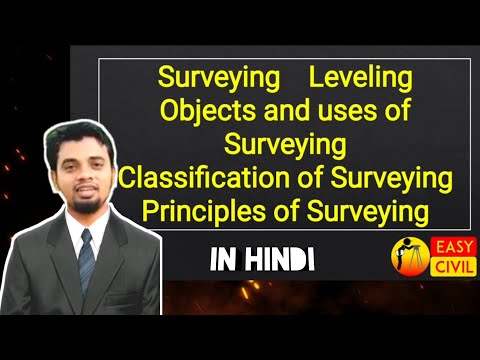 Surveying Leveling
Objects and uses of
Surveying
Classification of Surveying
Principles of Surveying
IN HINDI
EASY
CIVIL